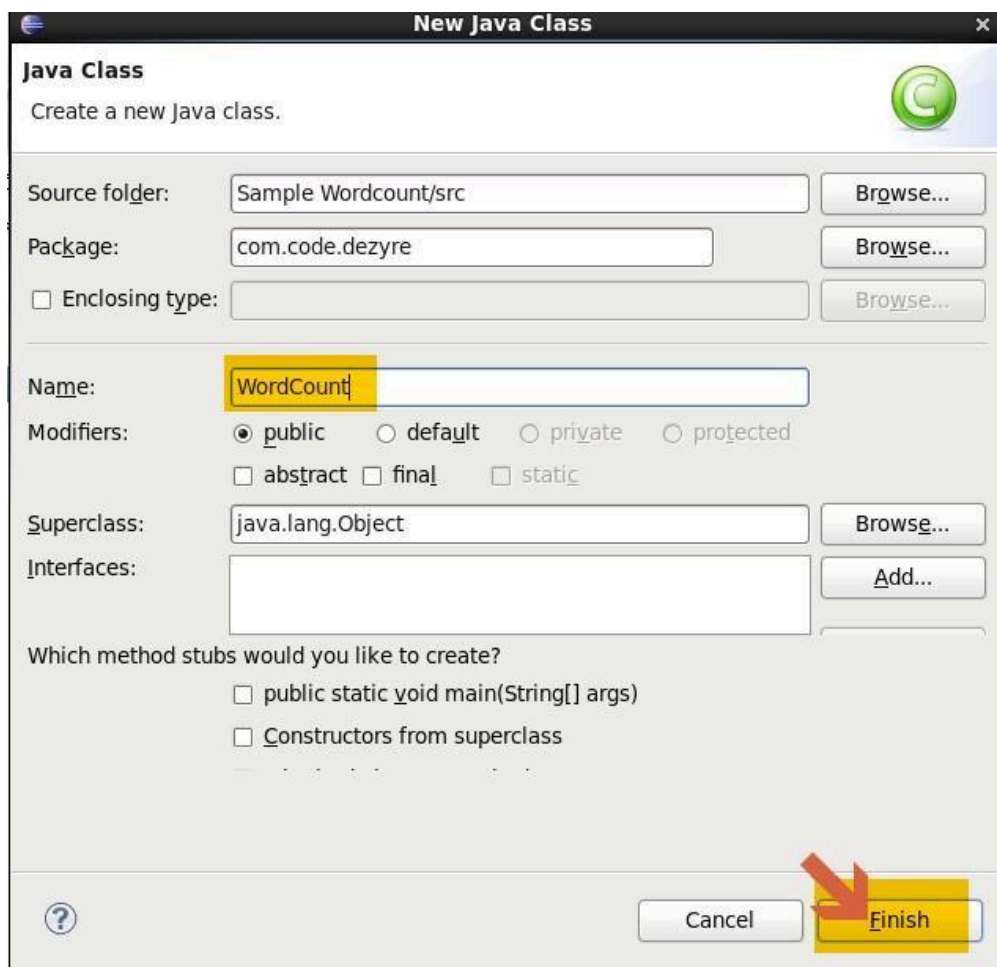 New Java Class
Java Class
Create a new Java class.
Source folder: Sample Wordcount/src Browse...
Package: com.code.dezyre Browse...
Enclosing type: Browse...
Name: WordCount
Modifiers: public default private protected
abstract final static
Superclass: java.lang.Object Browse...
Interfaces: Add...
Which method stubs would you like to create?
public static void main(String[] args)
Constructors from superclass
Cancel Finish